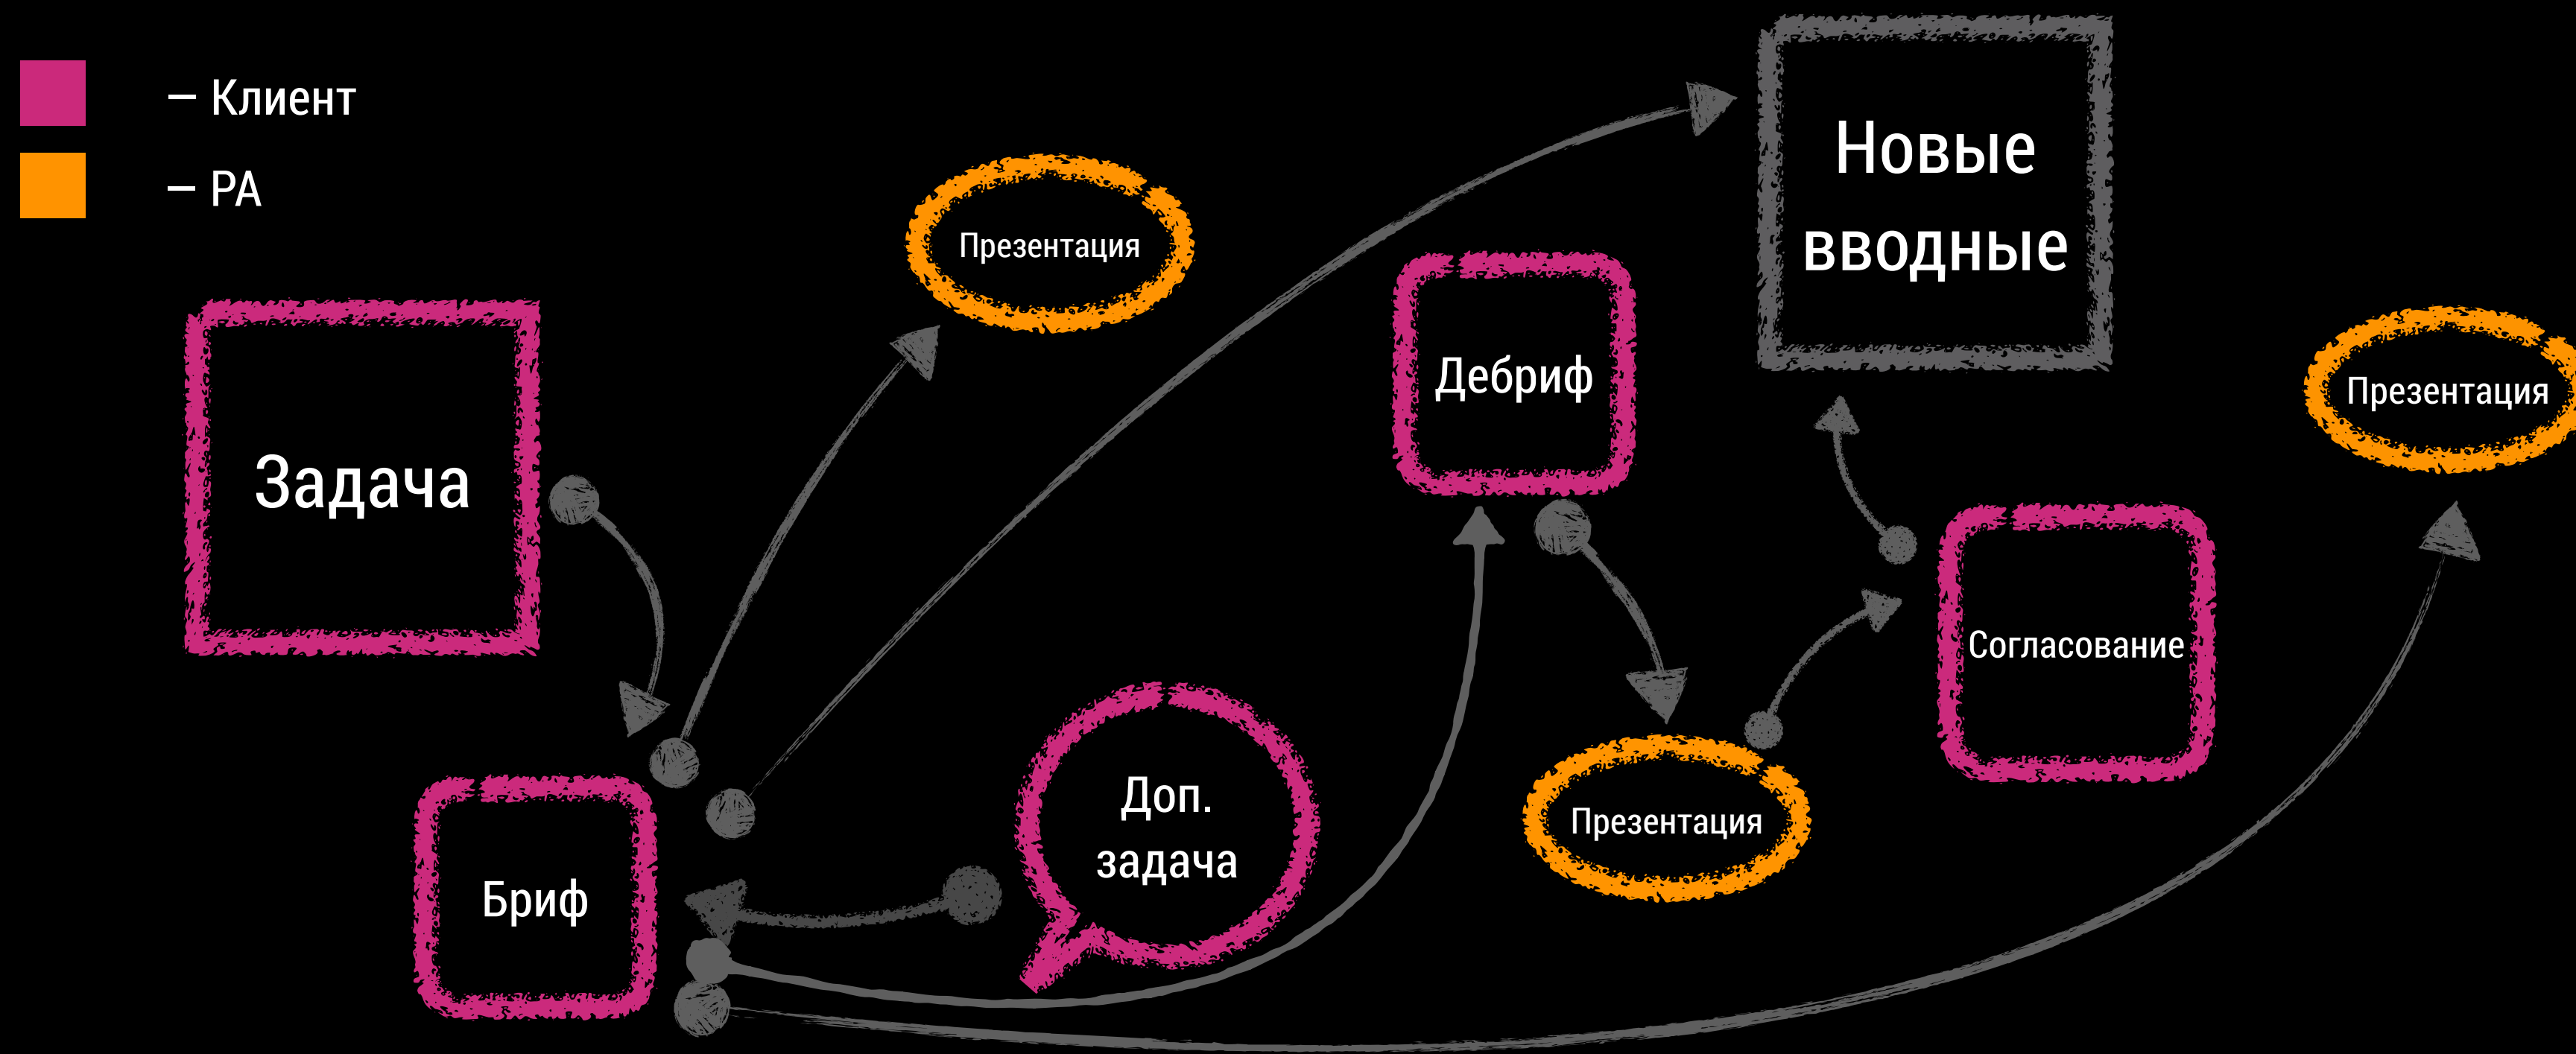 — Клиент
— РА
Задача
Бриф
Презентация
Доп.
задача
Дебриф
Презентация
Новые
вводные
Согласование
Презентация